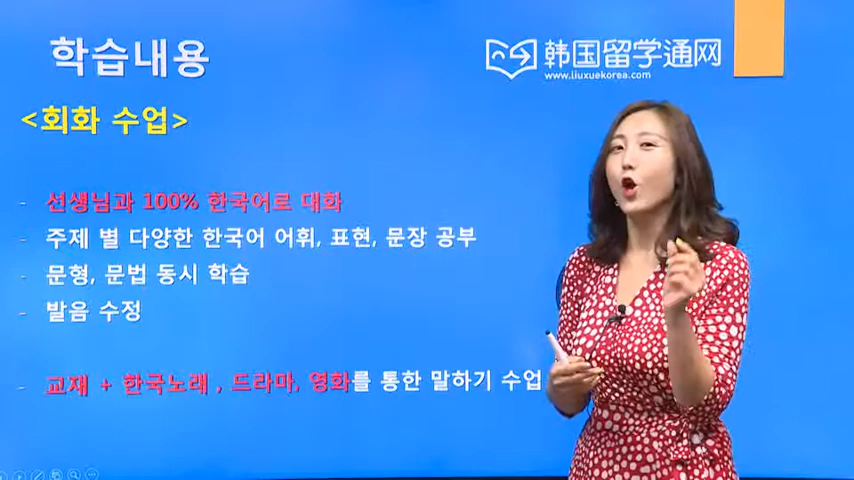 학습내용
韩国留学通网
www.liuxuekorea.com
<회화 수업>
- 선생님과 100% 한국어르 대화
- 주제 별 다양한 한국어 어휘, 표현, 문장 공부
- 문형, 문법 동시 학습
- 발음 수정
- 교재 + 한국노래 , 드라마, 영화를 통한 말하기 수업